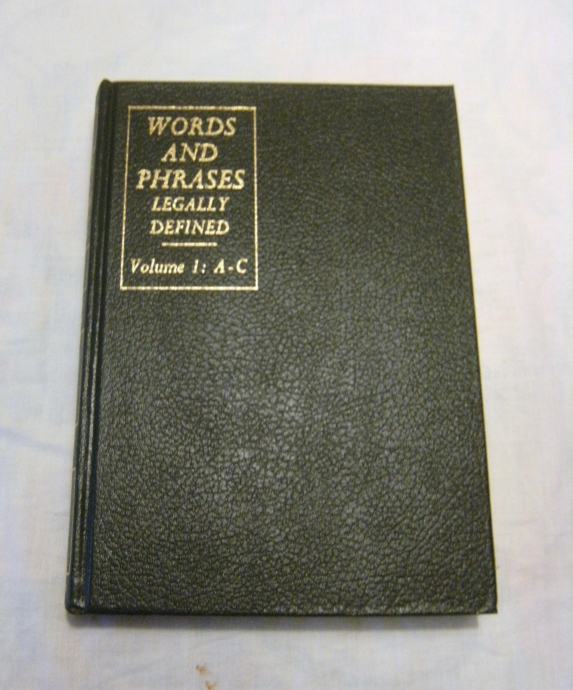 WORDS
AND
PHRASES
LEGALLY
DEFINED
Volume 1: A-C